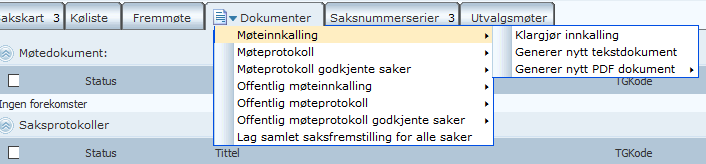 akskart 3 Køliste Fremmøte Dokumenter Saksnummerserier 3 Utvalgsmøter
Møteinnkalling
Klargjør innkalling
Møtedokument:
Møteprotokoll
Generer nytt tekstdokument
Møteprotokoll godkjente saker
Generer nytt PDF dokument
Status
Offentlig møteinnkalling
TGKode
Ingen forekomster
Offentlig møteprotokoll
Saksprotokoller
Offentlig møteprotokoll godkjente saker
Lag samlet saksfremstilling for alle saker
Status Tittel TGKode